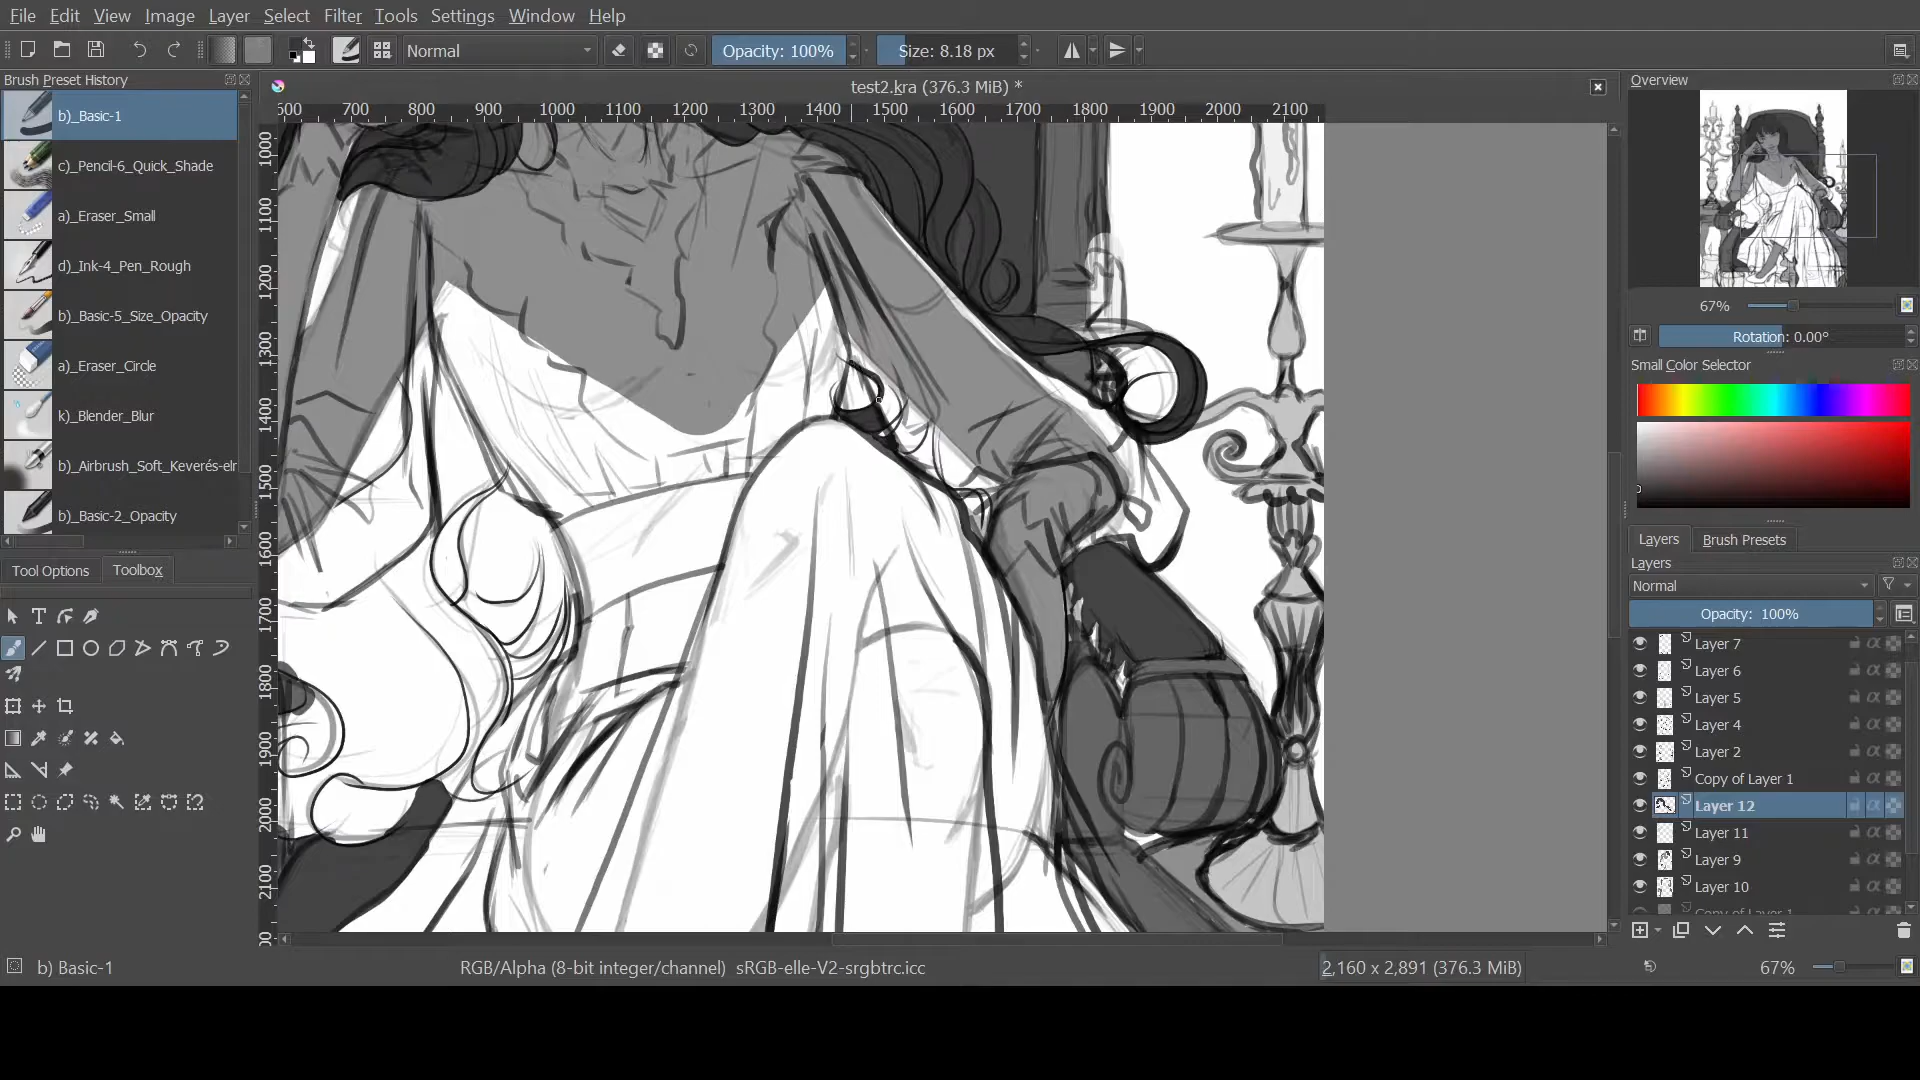 File Edit View Image Layer Select Filter Tools Settings Window Help
Normal
Opacity: 100%
Size: 8.18 px
Brush Preset History
b)_Basic-1
c)_Pencil-6_Quick_Shade
a)_Eraser_Small
d)_Ink-4_Pen_Rough
b)_Basic-5_Size_Opacity
a)_Eraser_Circle
k)_Blender_Blur
b)_Airbrush_Soft_Keverés-elr
b)_Basic-2_Opacity
Tool Options
Toolbox
test2.kra (376.3 MiB) *
600 700 800 900 1000 1100 1200 1300 1400 1500 1600 1700 1800 1900 2000 2100
1000
1100
1200
1300
1400
1500
1600
1700
1800
1900
2000
2100
Overview
67%
Rotation: 0.00°
Small Color Selector
Layers
Brush Presets
Layers
Normal
Opacity: 100%
Layer 7
Layer 6
Layer 5
Layer 4
Layer 2
Copy of Layer 1
Layer 12
Layer 11
Layer 9
Layer 10
Copy of Layer 1
b) Basic-1
RGB/Alpha (8-bit integer/channel) sRGB-elle-V2-srgbtrc.icc
2,160 x 2,891 (376.3 MiB)
67%